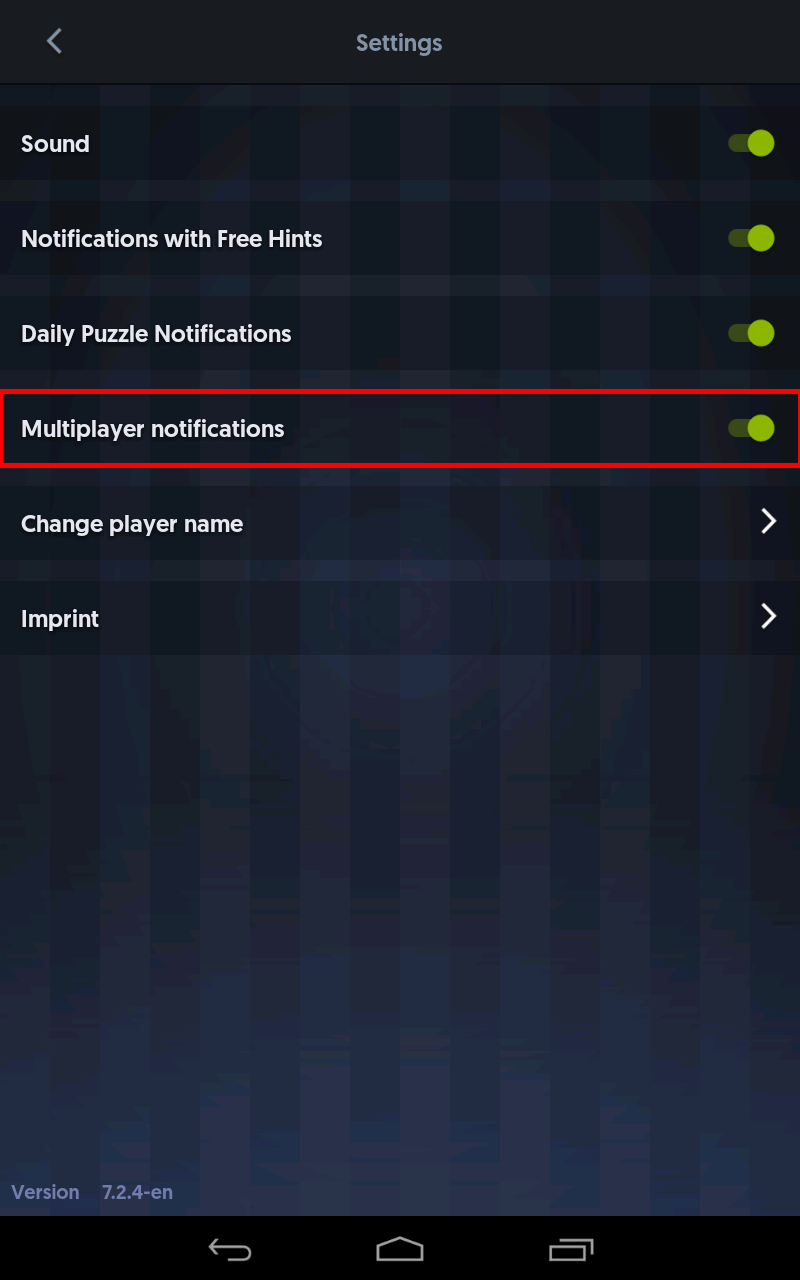 Settings
Sound
Notifications with Free Hints
Daily Puzzle Notifications
Multiplayer notifications
Change player name
Imprint
Version 7.2.4-en